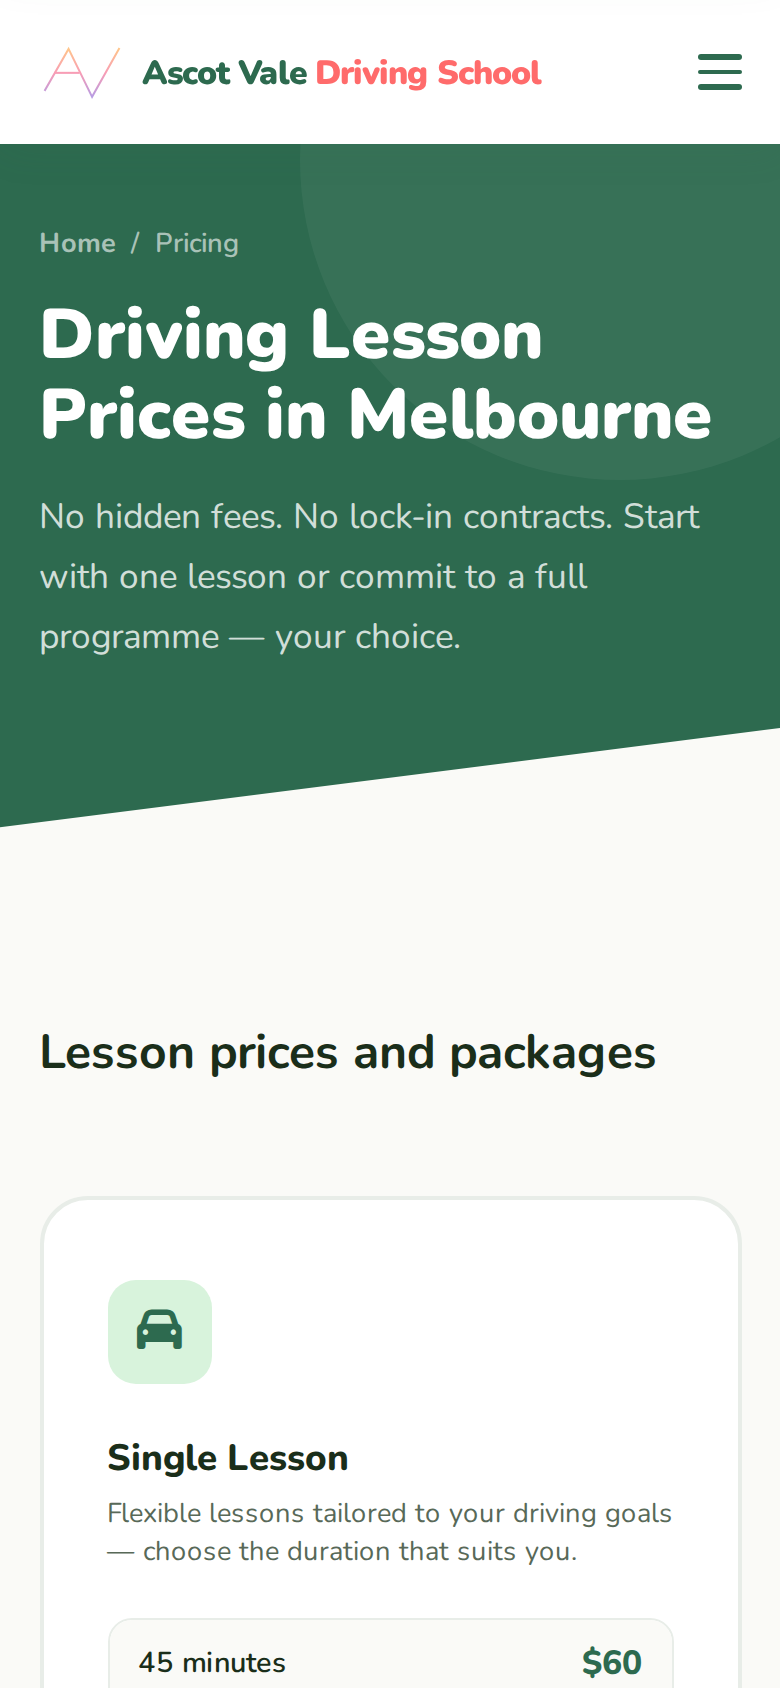 AV Ascot Vale Driving School
Home / Pricing
Driving Lesson
Prices in Melbourne
No hidden fees. No lock-in contracts. Start
with one lesson or commit to a full
programme — your choice.
Lesson prices and packages
Single Lesson
Flexible lessons tailored to your driving goals
— choose the duration that suits you.
45 minutes $60